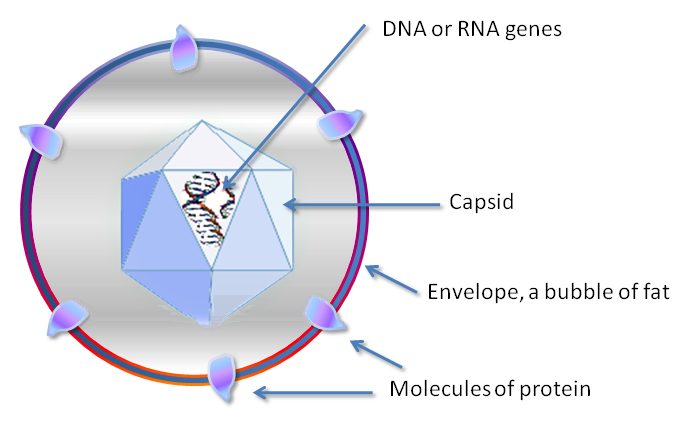 DNA or RNA genes
Capsid
Envelope, a bubble of fat
Molecules of protein